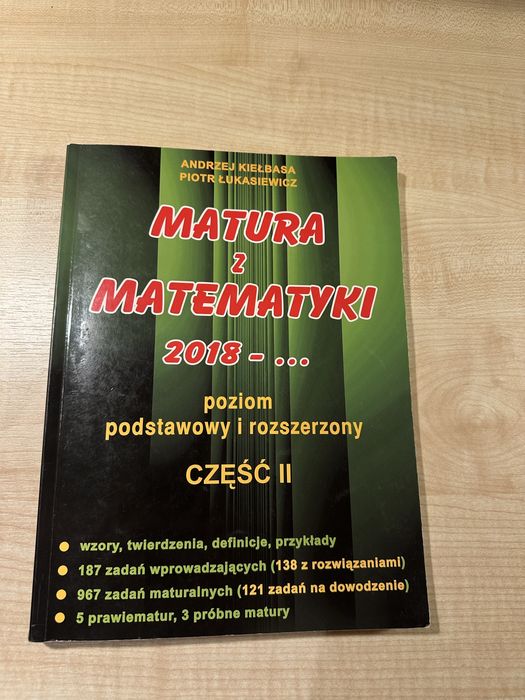 ANDRZEJ KIEŁBASA
PIOTR ŁUKASIEWICZ
MATURA
Z
MATEMATYKI
2018 - ...
poziom
podstawowy i rozszerzony
CZĘŚĆ II
wzory, twierdzenia, definicje, przykłady
187 zadań wprowadzających (138 z rozwiązaniami)
967 zadań maturalnych (121 zadań na dowodzenie)
5 prawiematur, 3 próbne matury